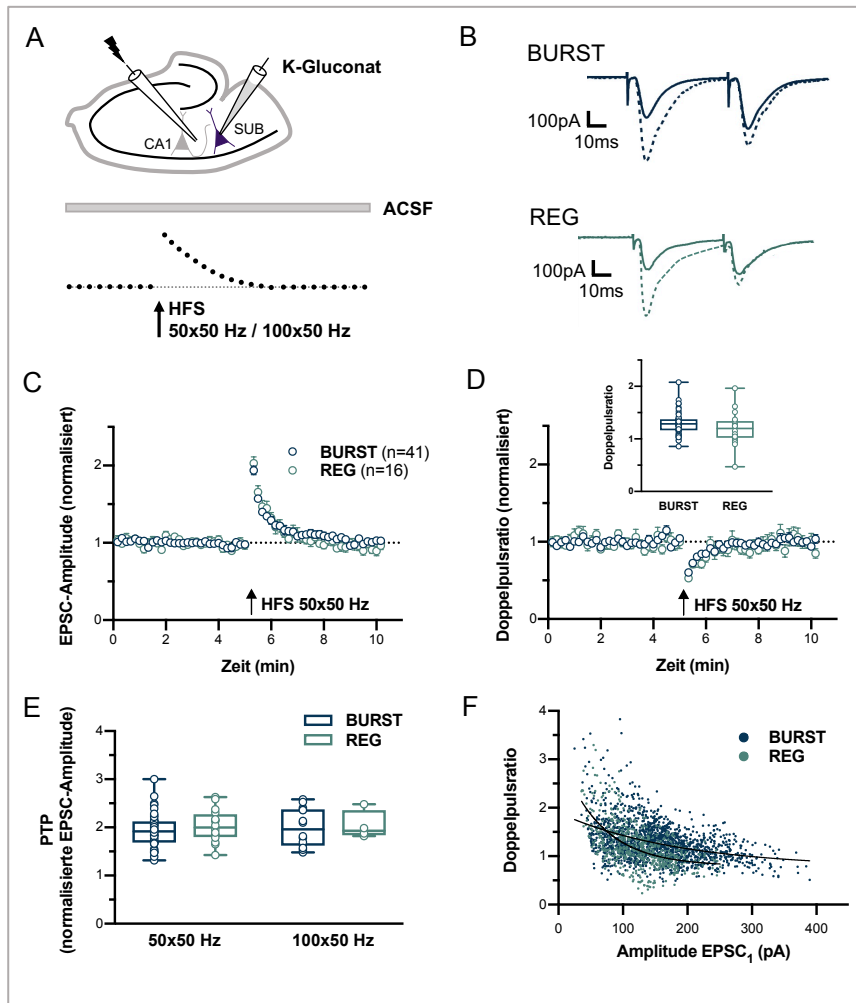 A
K-Gluconat
CA1
SUB
ACSF
HFS
50x50 Hz / 100x50 Hz
B
BURST
100pA
10ms
REG
100pA
10ms
C
EPSC-Amplitude (normalisiert)
2
1
0
BURST (n=41)
REG (n=16)
HFS 50x50 Hz
0 2 4 6 8 10
Zeit (min)
D
Doppelpulsratio
2
1
0
BURST REG
Doppelpulsratio (normalisiert)
2
1
0
HFS 50x50 Hz
0 2 4 6 8 10
Zeit (min)
E
PTP
(normalisierte EPSC-Amplitude)
4
3
2
1
0
BURST
REG
50x50 Hz 100x50 Hz
F
Doppelpulsratio
4
3
2
1
0
BURST
REG
0 100 200 300 400
Amplitude EPSC₁ (pA)